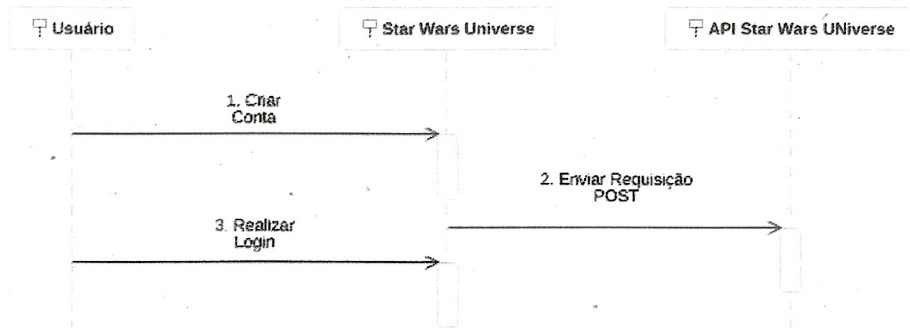 Usuário
Star Wars Universe
API Star Wars UNiverse
1. Criar
Conta
2. Enviar Requisição
POST
3. Realizar
Login